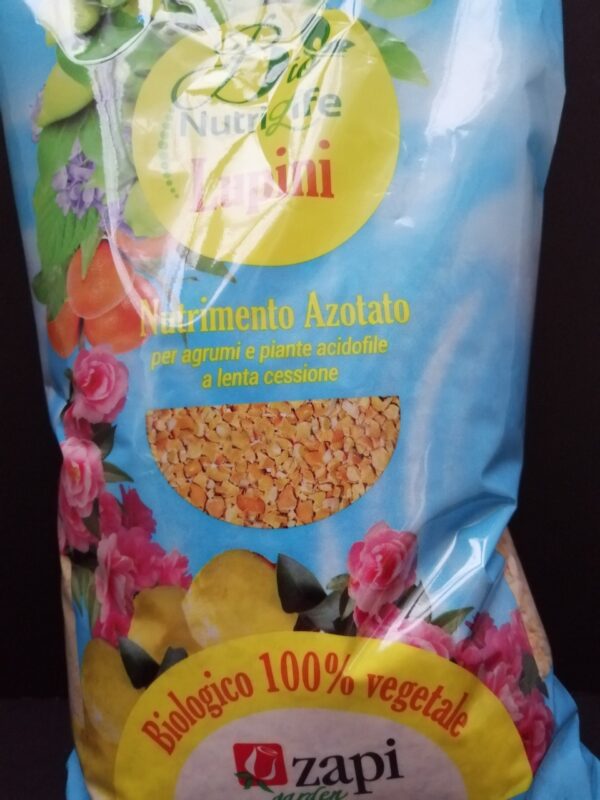 Bio
NutriLife
Lupini
Nutrimento Azotato
per agrumi e piante acidofile
a lenta cessione
Biologico 100% vegetale
zapi
garden